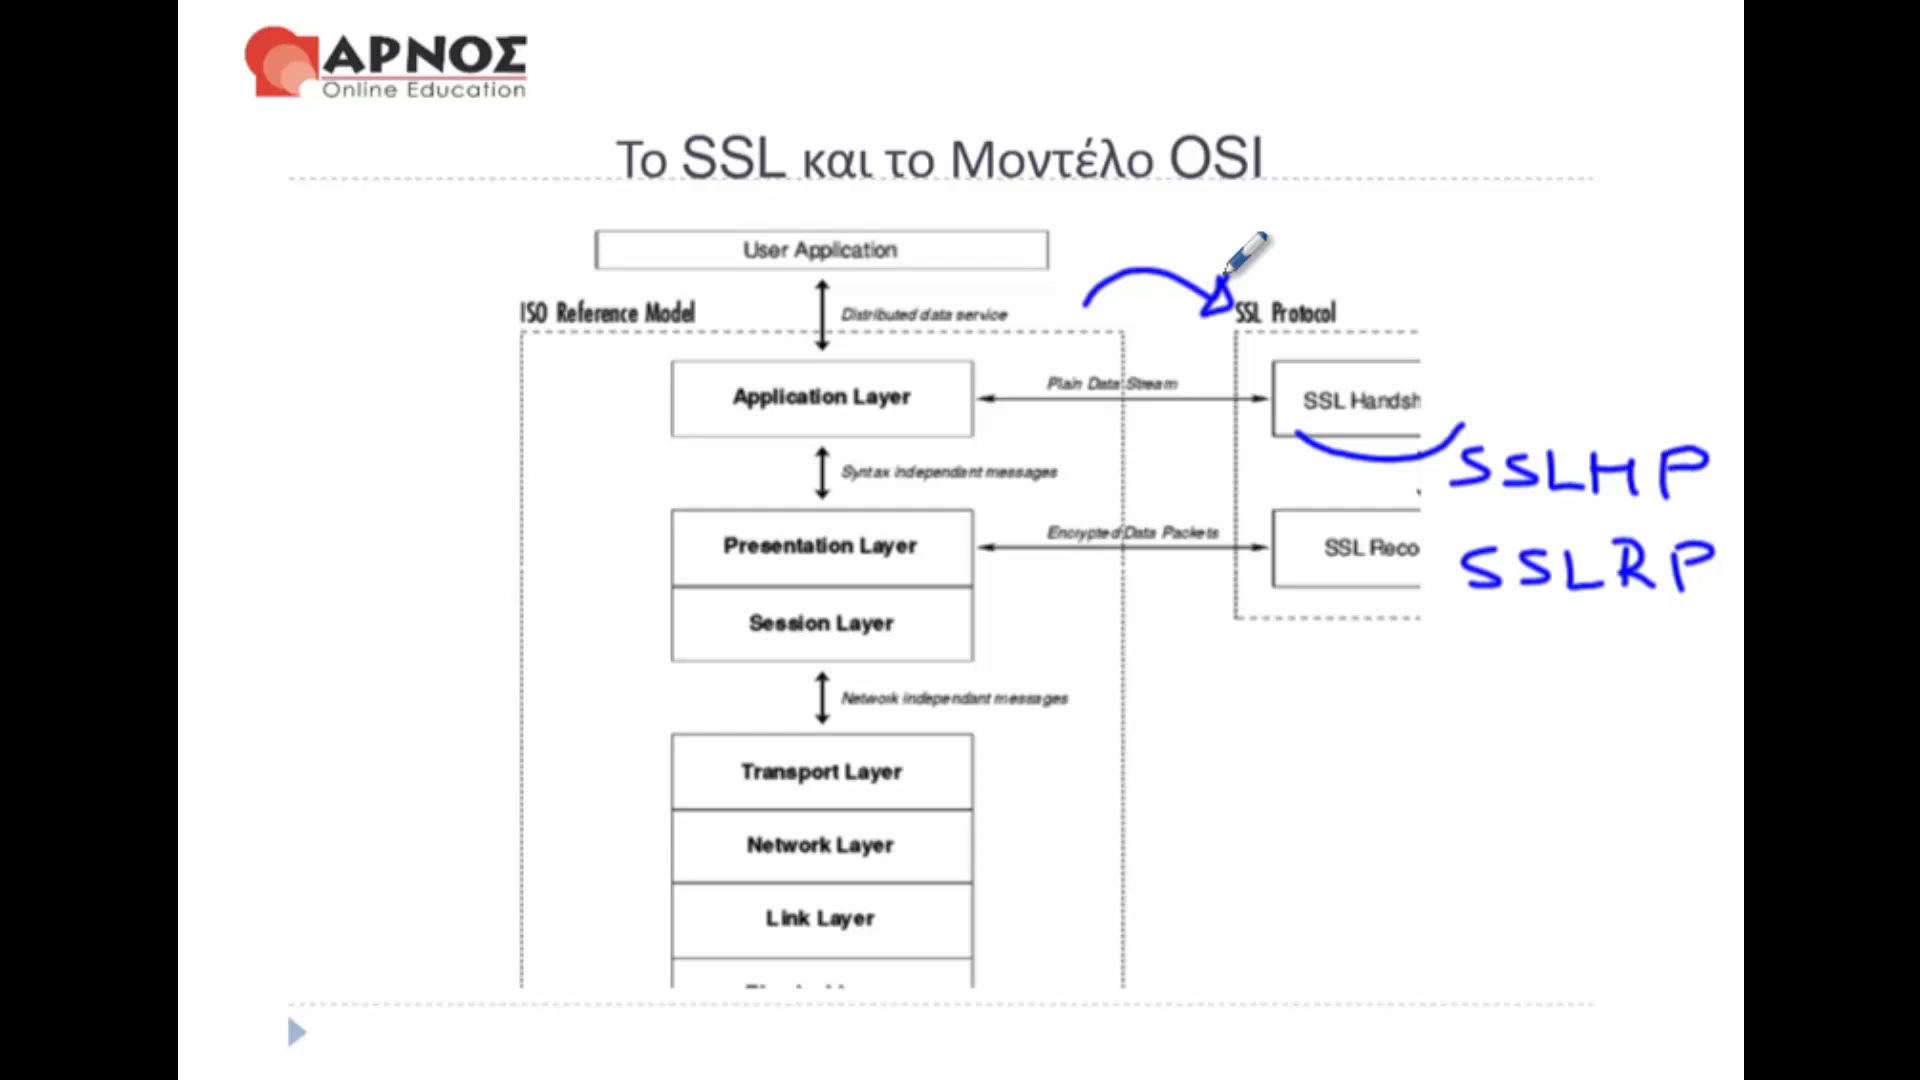 ΑΡΝΟΣ
Online Education
Το SSL και το Μοντέλο OSI
User Application
ISO Reference Model
Distributed data service
SSL Protocol
Application Layer
Plain Data Stream
SSL Handsh
Syntax independant messages
SSLHP
Presentation Layer
Encrypted Data Packets
SSL Reco
SSLRP
Session Layer
Network independant messages
Transport Layer
Network Layer
Link Layer